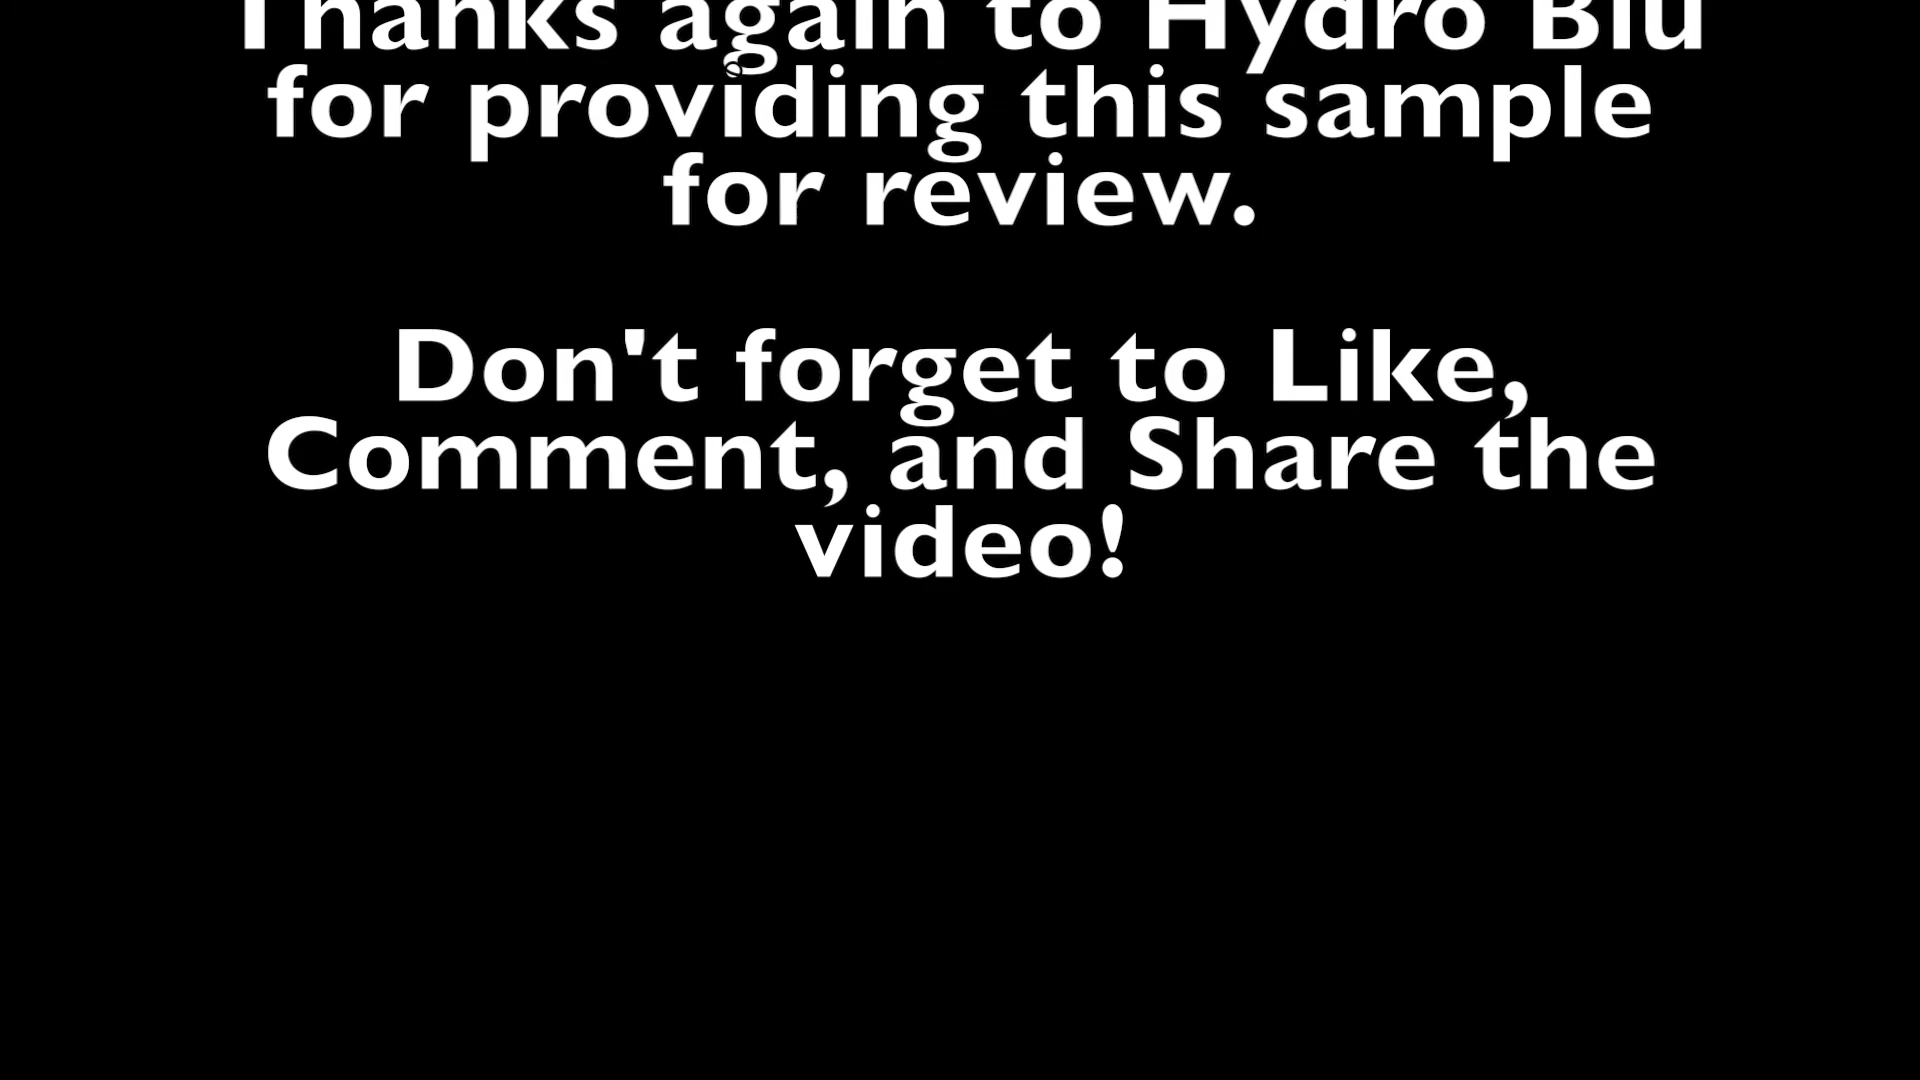 Thanks again to Hydro Blu
for providing this sample
for review.
Don't forget to Like,
Comment, and Share the
video!